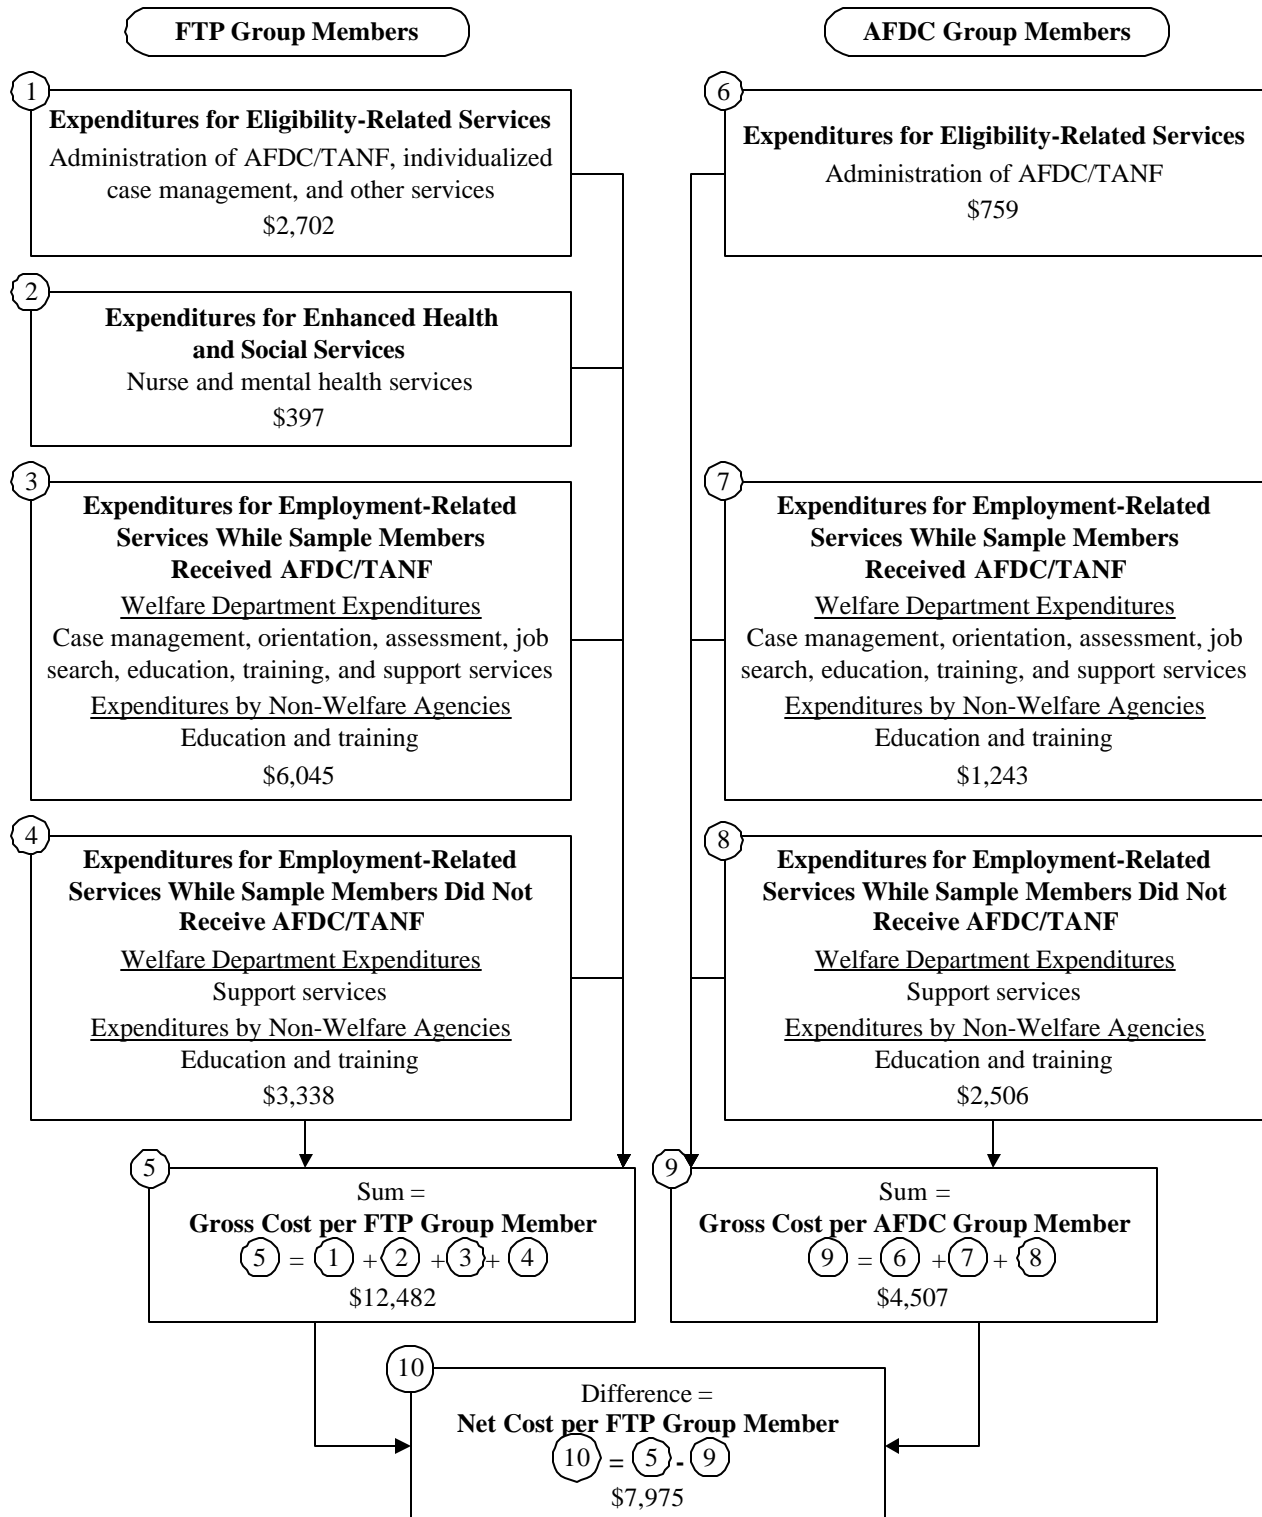 FTP Group Members
AFDC Group Members
1
Expenditures for Eligibility-Related Services
Administration of AFDC/TANF, individualized
case management, and other services
$2,702
2
Expenditures for Enhanced Health
and Social Services
Nurse and mental health services
$397
3
Expenditures for Employment-Related
Services While Sample Members
Received AFDC/TANF
Welfare Department Expenditures
Case management, orientation, assessment, job
search, education, training, and support services
Expenditures by Non-Welfare Agencies
Education and training
$6,045
4
Expenditures for Employment-Related
Services While Sample Members Did Not
Receive AFDC/TANF
Welfare Department Expenditures
Support services
Expenditures by Non-Welfare Agencies
Education and training
$3,338
5
Sum =
Gross Cost per FTP Group Member
5 = 1 + 2 + 3 + 4
$12,482
6
Expenditures for Eligibility-Related Services
Administration of AFDC/TANF
$759
7
Expenditures for Employment-Related
Services While Sample Members
Received AFDC/TANF
Welfare Department Expenditures
Case management, orientation, assessment, job
search, education, training, and support services
Expenditures by Non-Welfare Agencies
Education and training
$1,243
8
Expenditures for Employment-Related
Services While Sample Members Did Not
Receive AFDC/TANF
Welfare Department Expenditures
Support services
Expenditures by Non-Welfare Agencies
Education and training
$2,506
9
Sum =
Gross Cost per AFDC Group Member
9 = 6 + 7 + 8
$4,507
10
Difference =
Net Cost per FTP Group Member
10 = 5 - 9
$7,975